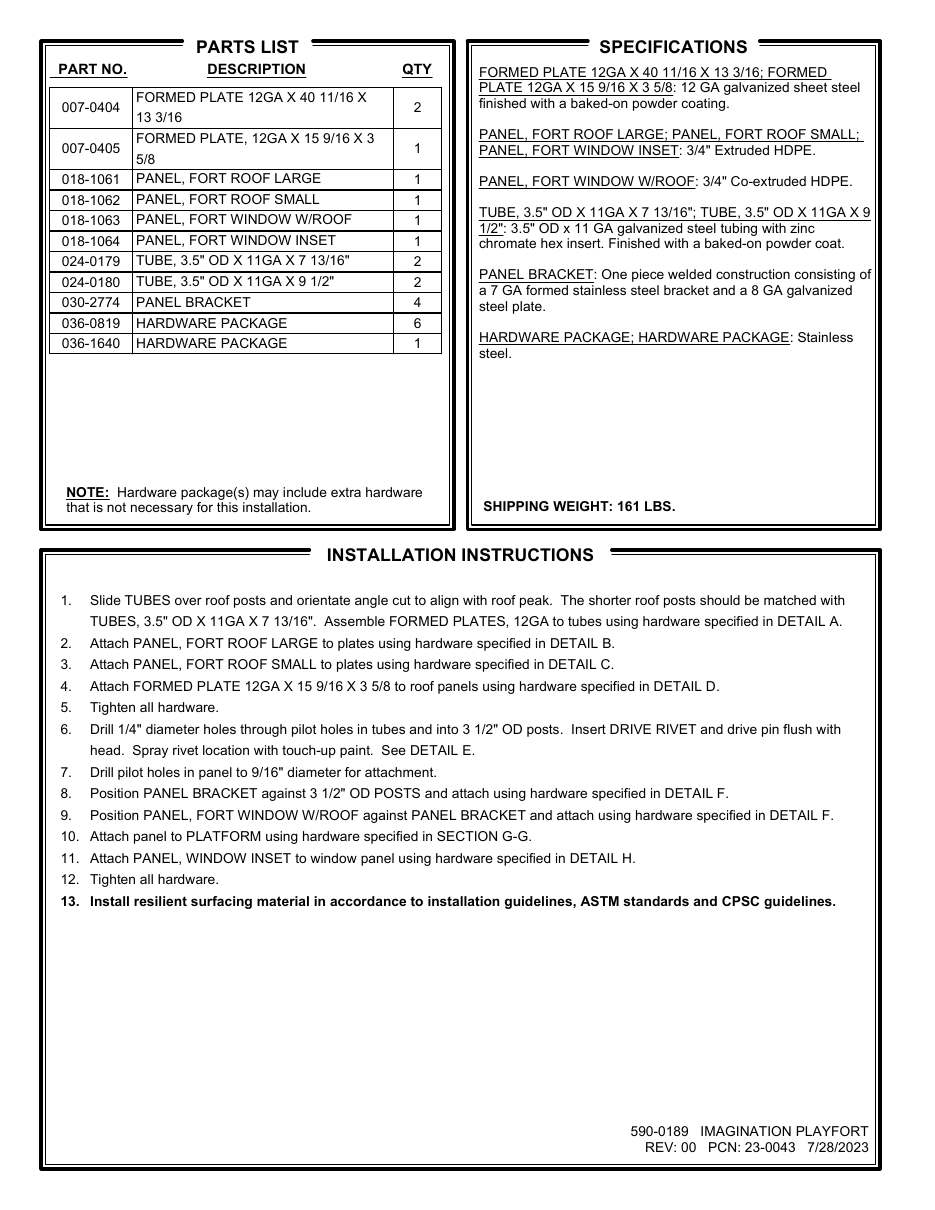 PARTS LIST
PART NO. DESCRIPTION QTY
007-0404 FORMED PLATE 12GA X 40 11/16 X 13 3/16 2
007-0405 FORMED PLATE, 12GA X 15 9/16 X 3 5/8 1
018-1061 PANEL, FORT ROOF LARGE 1
018-1062 PANEL, FORT ROOF SMALL 1
018-1063 PANEL, FORT WINDOW W/ROOF 1
018-1064 PANEL, FORT WINDOW INSET 1
024-0179 TUBE, 3.5" OD X 11GA X 7 13/16" 2
024-0180 TUBE, 3.5" OD X 11GA X 9 1/2" 2
030-2774 PANEL BRACKET 4
036-0819 HARDWARE PACKAGE 6
036-1640 HARDWARE PACKAGE 1
NOTE: Hardware package(s) may include extra hardware
that is not necessary for this installation.
SPECIFICATIONS
FORMED PLATE 12GA X 40 11/16 X 13 3/16; FORMED
PLATE 12GA X 15 9/16 X 3 5/8: 12 GA galvanized sheet steel
finished with a baked-on powder coating.
PANEL, FORT ROOF LARGE; PANEL, FORT ROOF SMALL;
PANEL, FORT WINDOW INSET: 3/4" Extruded HDPE.
PANEL, FORT WINDOW W/ROOF: 3/4" Co-extruded HDPE.
TUBE, 3.5" OD X 11GA X 7 13/16"; TUBE, 3.5" OD X 11GA X 9
1/2": 3.5" OD x 11 GA galvanized steel tubing with zinc
chromate hex insert. Finished with a baked-on powder coat.
PANEL BRACKET: One piece welded construction consisting of
a 7 GA formed stainless steel bracket and a 8 GA galvanized
steel plate.
HARDWARE PACKAGE; HARDWARE PACKAGE: Stainless
steel.
SHIPPING WEIGHT: 161 LBS.
INSTALLATION INSTRUCTIONS
1. Slide TUBES over roof posts and orientate angle cut to align with roof peak. The shorter roof posts should be matched with
TUBES, 3.5" OD X 11GA X 7 13/16". Assemble FORMED PLATES, 12GA to tubes using hardware specified in DETAIL A.
2. Attach PANEL, FORT ROOF LARGE to plates using hardware specified in DETAIL B.
3. Attach PANEL, FORT ROOF SMALL to plates using hardware specified in DETAIL C.
4. Attach FORMED PLATE 12GA X 15 9/16 X 3 5/8 to roof panels using hardware specified in DETAIL D.
5. Tighten all hardware.
6. Drill 1/4" diameter holes through pilot holes in tubes and into 3 1/2" OD posts. Insert DRIVE RIVET and drive pin flush with
head. Spray rivet location with touch-up paint. See DETAIL E.
7. Drill pilot holes in panel to 9/16" diameter for attachment.
8. Position PANEL BRACKET against 3 1/2" OD POSTS and attach using hardware specified in DETAIL F.
9. Position PANEL, FORT WINDOW W/ROOF against PANEL BRACKET and attach using hardware specified in DETAIL F.
10. Attach panel to PLATFORM using hardware specified in SECTION G-G.
11. Attach PANEL, WINDOW INSET to window panel using hardware specified in DETAIL H.
12. Tighten all hardware.
13. Install resilient surfacing material in accordance to installation guidelines, ASTM standards and CPSC guidelines.
590-0189 IMAGINATION PLAYFORT
REV: 00 PCN: 23-0043 7/28/2023